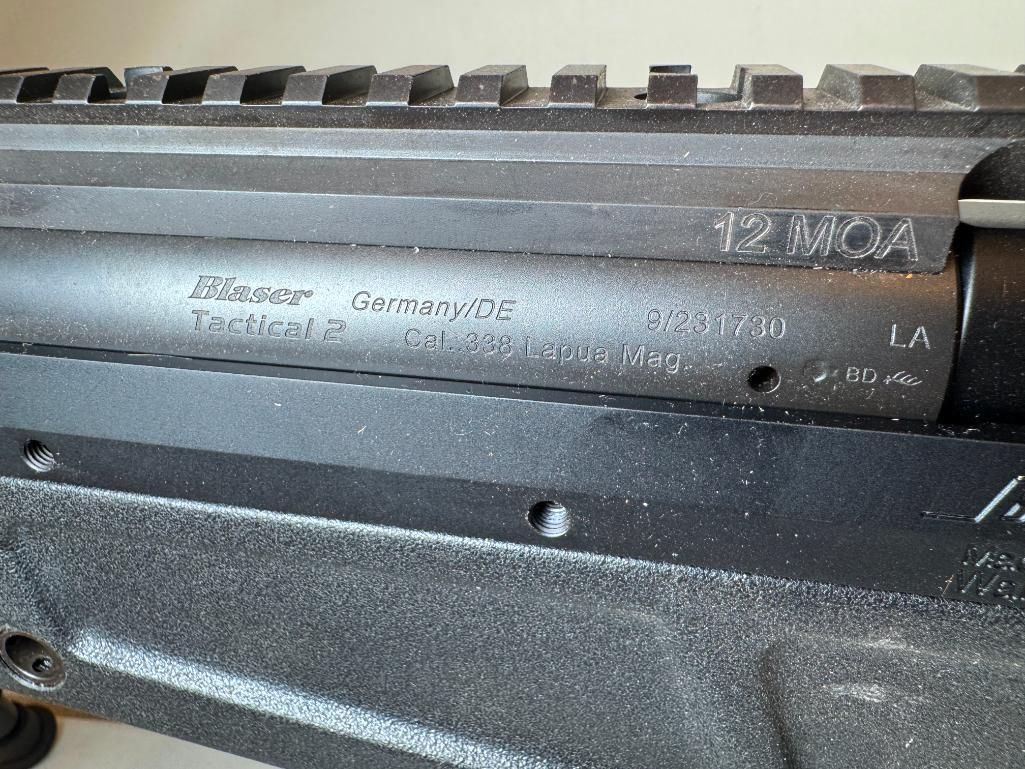 12 MOA
Blaser Germany/DE 9/231730 LA
Tactical 2 Cal. .338 Lapua Mag.
BD